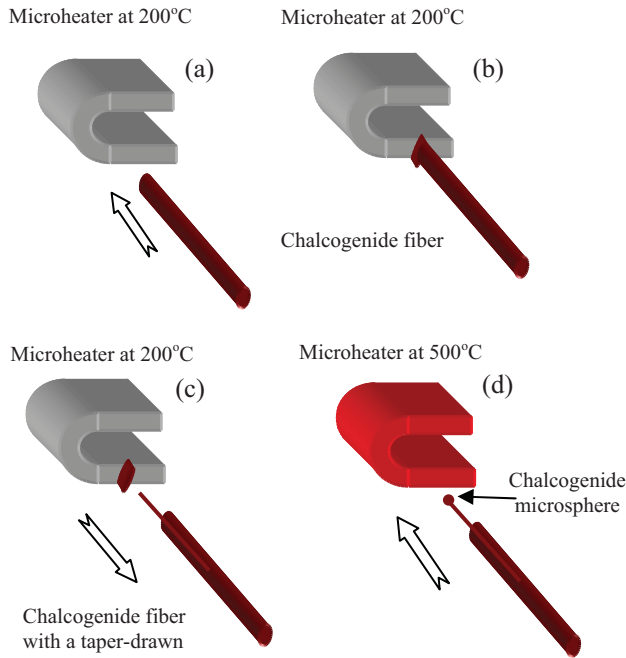 Microheater at 200°C
(a)
Microheater at 200°C
(b)
Chalcogenide fiber
Microheater at 200°C
(c)
Chalcogenide fiber
with a taper-drawn
Microheater at 500°C
(d)
Chalcogenide
microsphere